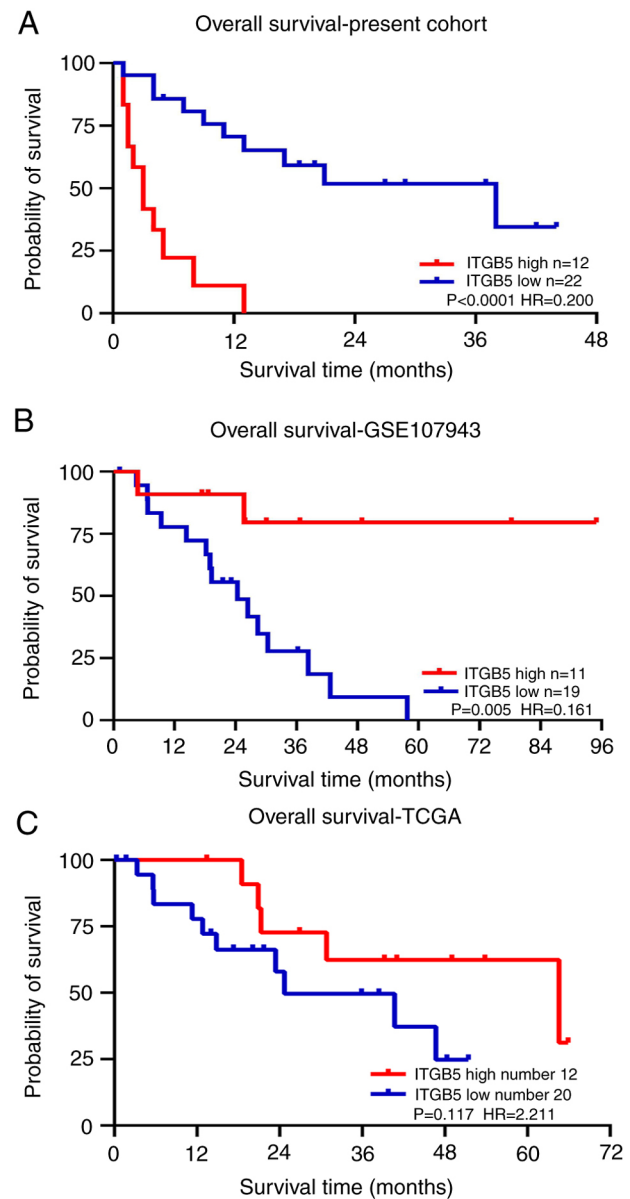 A
Overall survival-present cohort
Probability of survival
100
75
50
25
0
ITGB5 high n=12
ITGB5 low n=22
P<0.0001 HR=0.200
0 12 24 36 48
Survival time (months)
B
Overall survival-GSE107943
Probability of survival
100
75
50
25
0
ITGB5 high n=11
ITGB5 low n=19
P=0.005 HR=0.161
0 12 24 36 48 60 72 84 96
Survival time (months)
C
Overall survival-TCGA
Probability of survival
100
75
50
25
0
ITGB5 high number 12
ITGB5 low number 20
P=0.117 HR=2.211
0 12 24 36 48 60 72
Survival time (months)